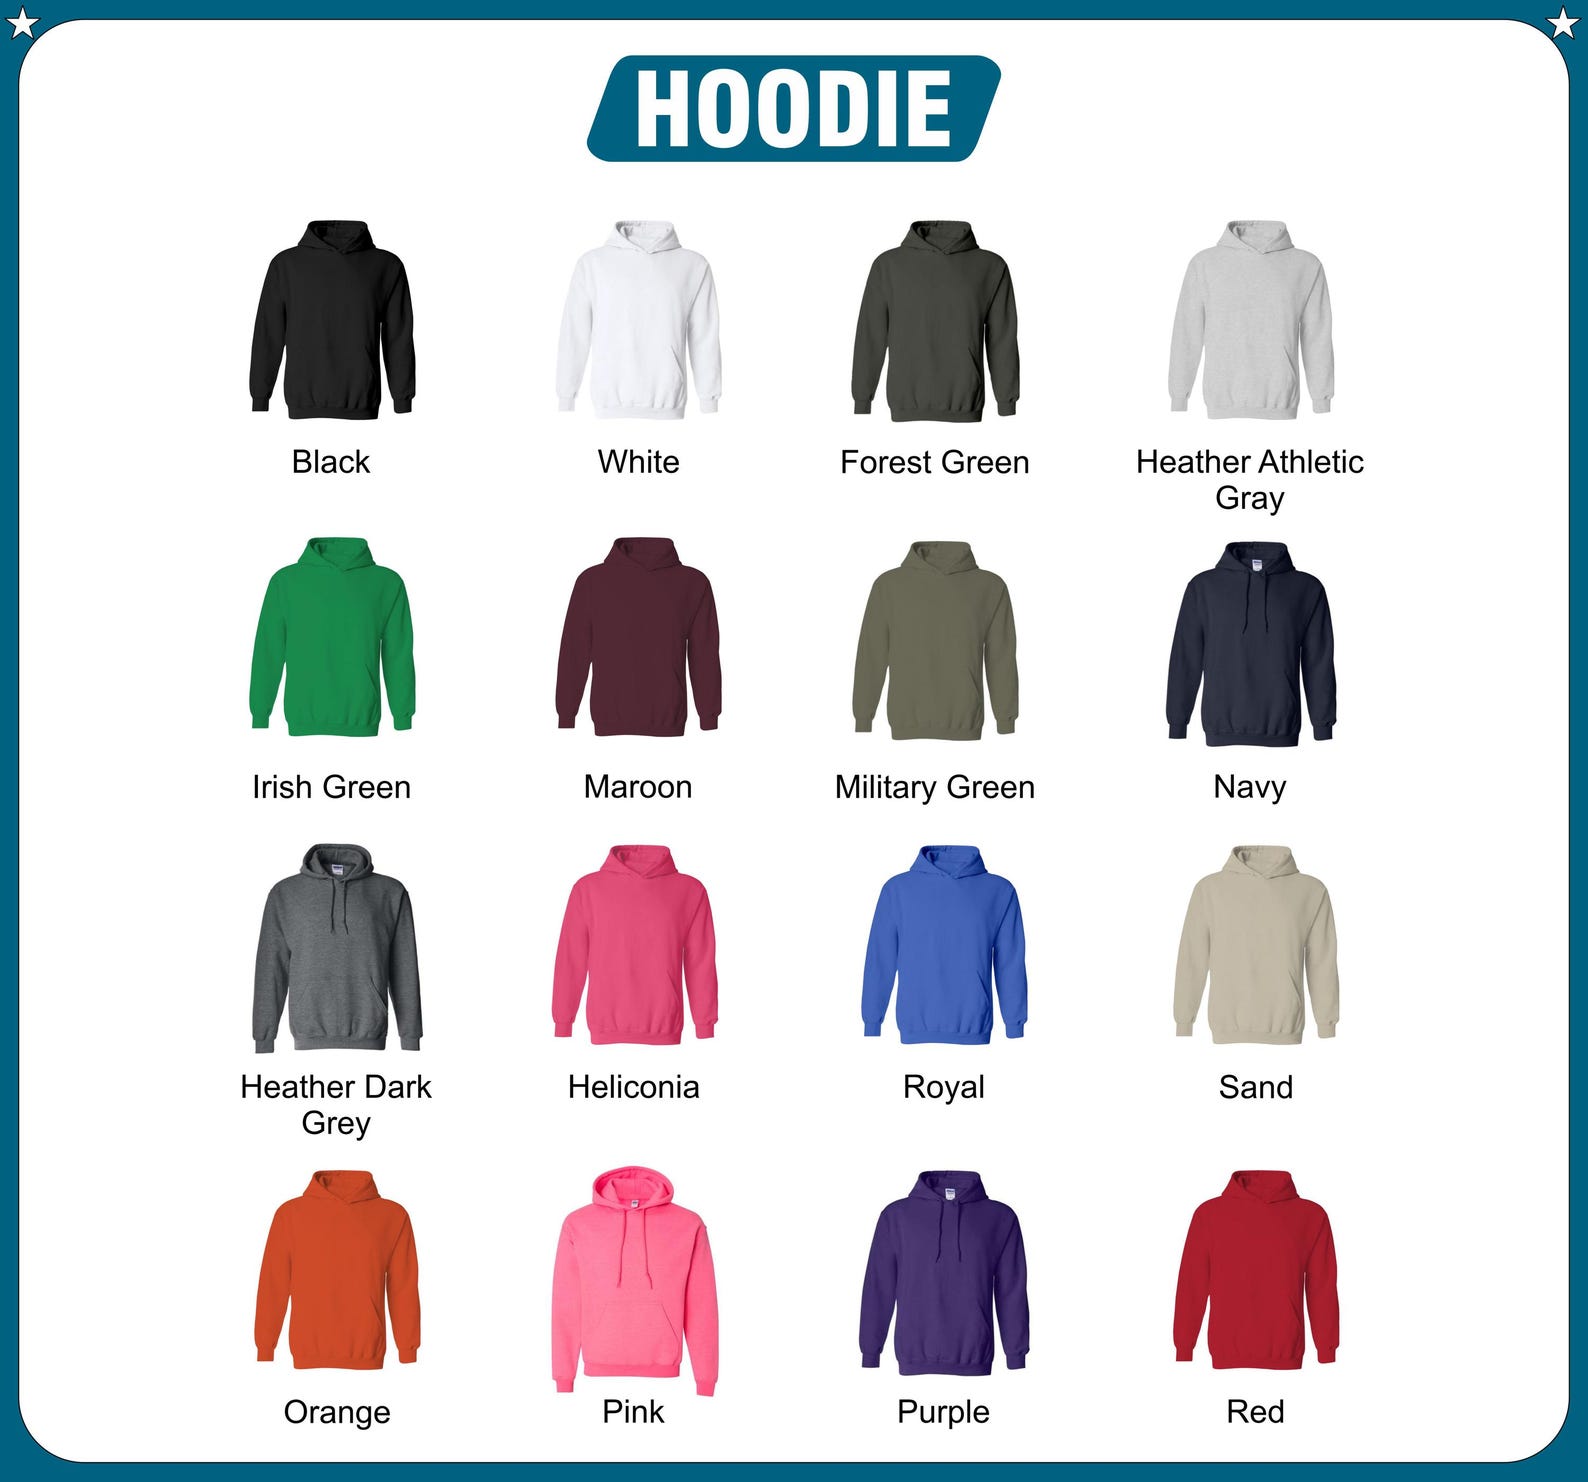 HOODIE
Black
White
Forest Green
Heather Athletic
Gray
Irish Green
Maroon
Military Green
Navy
Heather Dark
Grey
Heliconia
Royal
Sand
Orange
Pink
Purple
Red